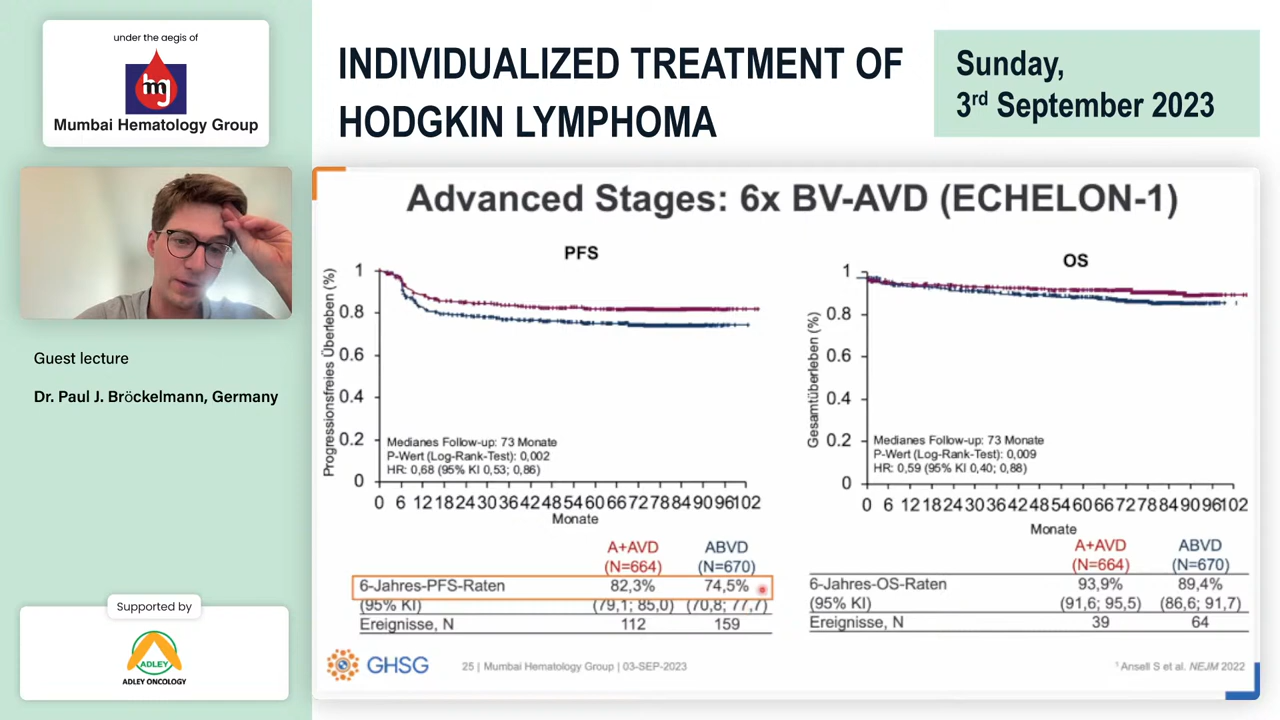 under the aegis of
Mumbai Hematology Group
INDIVIDUALIZED TREATMENT OF
HODGKIN LYMPHOMA
Sunday,
3rd September 2023
Guest lecture
Dr. Paul J. Bröckelmann, Germany
Supported by
ADLEY
ADLEY ONCOLOGY
Advanced Stages: 6x BV-AVD (ECHELON-1)
PFS
Progressionsfreies Überleben (%)
1
0.8
0.6
0.4
0.2
0
Medianes Follow-up: 73 Monate
P-Wert (Log-Rank-Test): 0,002
HR: 0,68 (95% KI 0,53; 0,86)
0 6 12 18 24 30 36 42 48 54 60 66 72 78 84 90 96 102
Monate
A+AVD ABVD
(N=664) (N=670)
6-Jahres-PFS-Raten 82,3% 74,5%
(95% KI) (79,1; 85,0) (70,8; 77,7)
Ereignisse, N 112 159
OS
Gesamtüberleben (%)
1
0.8
0.6
0.4
0.2
0
Medianes Follow-up: 73 Monate
P-Wert (Log-Rank-Test): 0,009
HR: 0,59 (95% KI 0,40; 0,88)
0 6 12 18 24 30 36 42 48 54 60 66 72 78 84 90 96 102
Monate
A+AVD ABVD
(N=664) (N=670)
6-Jahres-OS-Raten 93,9% 89,4%
(95% KI) (91,6; 95,5) (86,6; 91,7)
Ereignisse, N 39 64
GHSG
25 | Mumbai Hematology Group | 03-SEP-2023
1 Ansell S et al. NEJM 2022